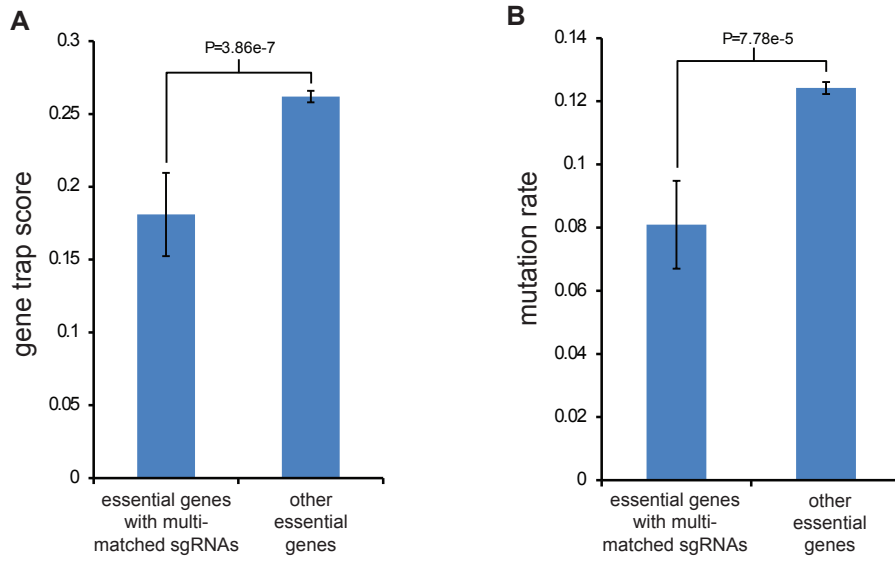 A
0.3
0.25
0.2
0.15
0.1
0.05
0
gene trap score
P=3.86e-7
essential genes
with multi-
matched sgRNAs
other
essential
genes
B
0.14
0.12
0.1
0.08
0.06
0.04
0.02
0
mutation rate
P=7.78e-5
essential genes
with multi-
matched sgRNAs
other
essential
genes